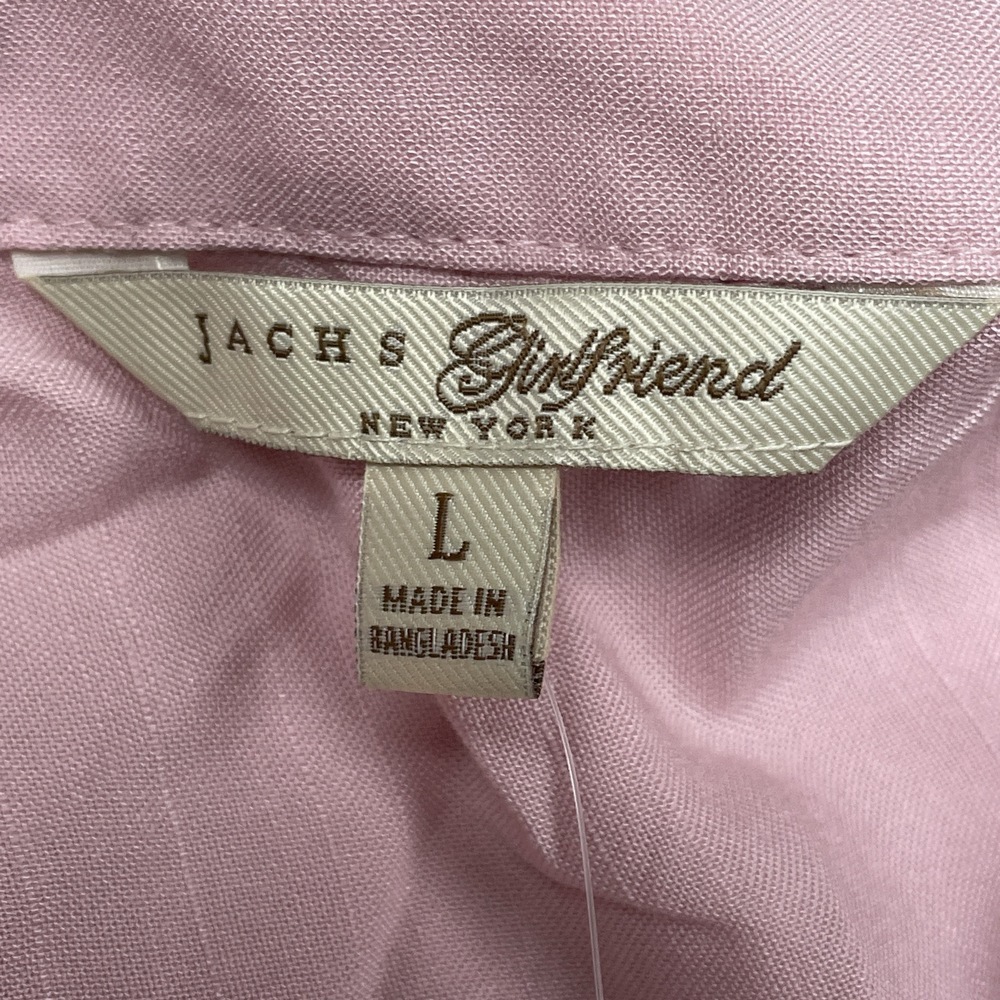 JACHS Girlfriend
NEW YORK
L
MADE IN
BANGLADESH